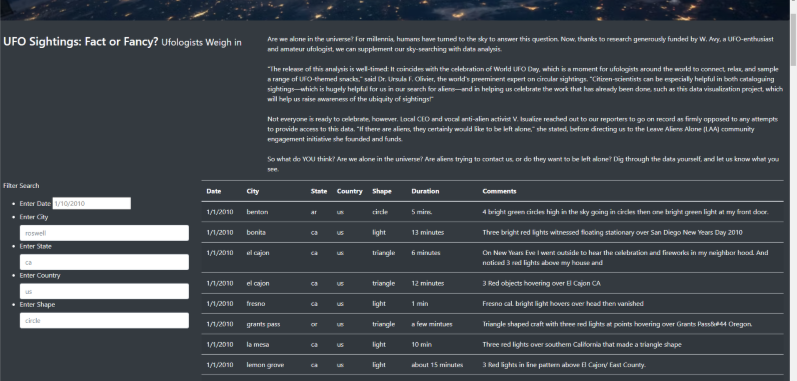 UFO Sightings: Fact or Fancy? Ufologists Weigh in
Are we alone in the universe? For millennia, humans have turned to the sky to answer this question. Now, thanks to research generously funded by W. Avy, a UFO-enthusiast
and amateur ufologist, we can supplement our sky-searching with data analysis.
"The release of this analysis is well-timed: It coincides with the celebration of World UFO Day, which is a moment for ufologists around the world to connect, relax, and sample
a range of UFO-themed snacks," said Dr. Ursula F. Olivier, the world's preeminent expert on circular sightings. "Citizen-scientists can be especially helpful in both cataloguing
sightings—which is hugely helpful for us in our search for aliens—and in helping us celebrate the work that has already been done, such as this data visualization project, which
will help us raise awareness of the ubiquity of sightings!"
Not everyone is ready to celebrate, however. Local CEO and vocal anti-alien activist V. Isualize reached out to our reporters to go on record as firmly opposed to any attempts
to provide access to this data. "If there are aliens, they certainly would like to be left alone," she stated, before directing us to the Leave Aliens Alone (LAA) community
engagement initiative she founded and funds.
So what do YOU think? Are we alone in the universe? Are aliens trying to contact us, or do they want to be left alone? Dig through the data yourself, and let us know what you
see.
Filter Search
Enter Date 1/10/2010
Enter City
roswell
Enter State
ca
Enter Country
us
Enter Shape
circle
Date City State Country Shape Duration Comments
1/1/2010 benton ar us circle 5 mins. 4 bright green circles high in the sky going in circles then one bright green light at my front door.
1/1/2010 bonita ca us light 13 minutes Three bright red lights witnessed floating stationary over San Diego New Years Day 2010
1/1/2010 el cajon ca us triangle 6 minutes On New Years Eve I went outside to hear the celebration and fireworks in my neighbor hood. And
noticed 3 red lights above my house and
1/1/2010 el cajon ca us triangle 12 minutes 3 Red objects hovering over El Cajon CA
1/1/2010 fresno ca us light 1 min Fresno cal. bright light hovers over head then vanished
1/1/2010 grants pass or us triangle a few mintues Triangle shaped craft with three red lights at points hovering over Grants Pass&#44 Oregon.
1/1/2010 la mesa ca us light 10 min Three red lights over southern California that made a triangle shape
1/1/2010 lemon grove ca us light about 15 minutes 3 Red lights in line pattern above El Cajon/ East County.